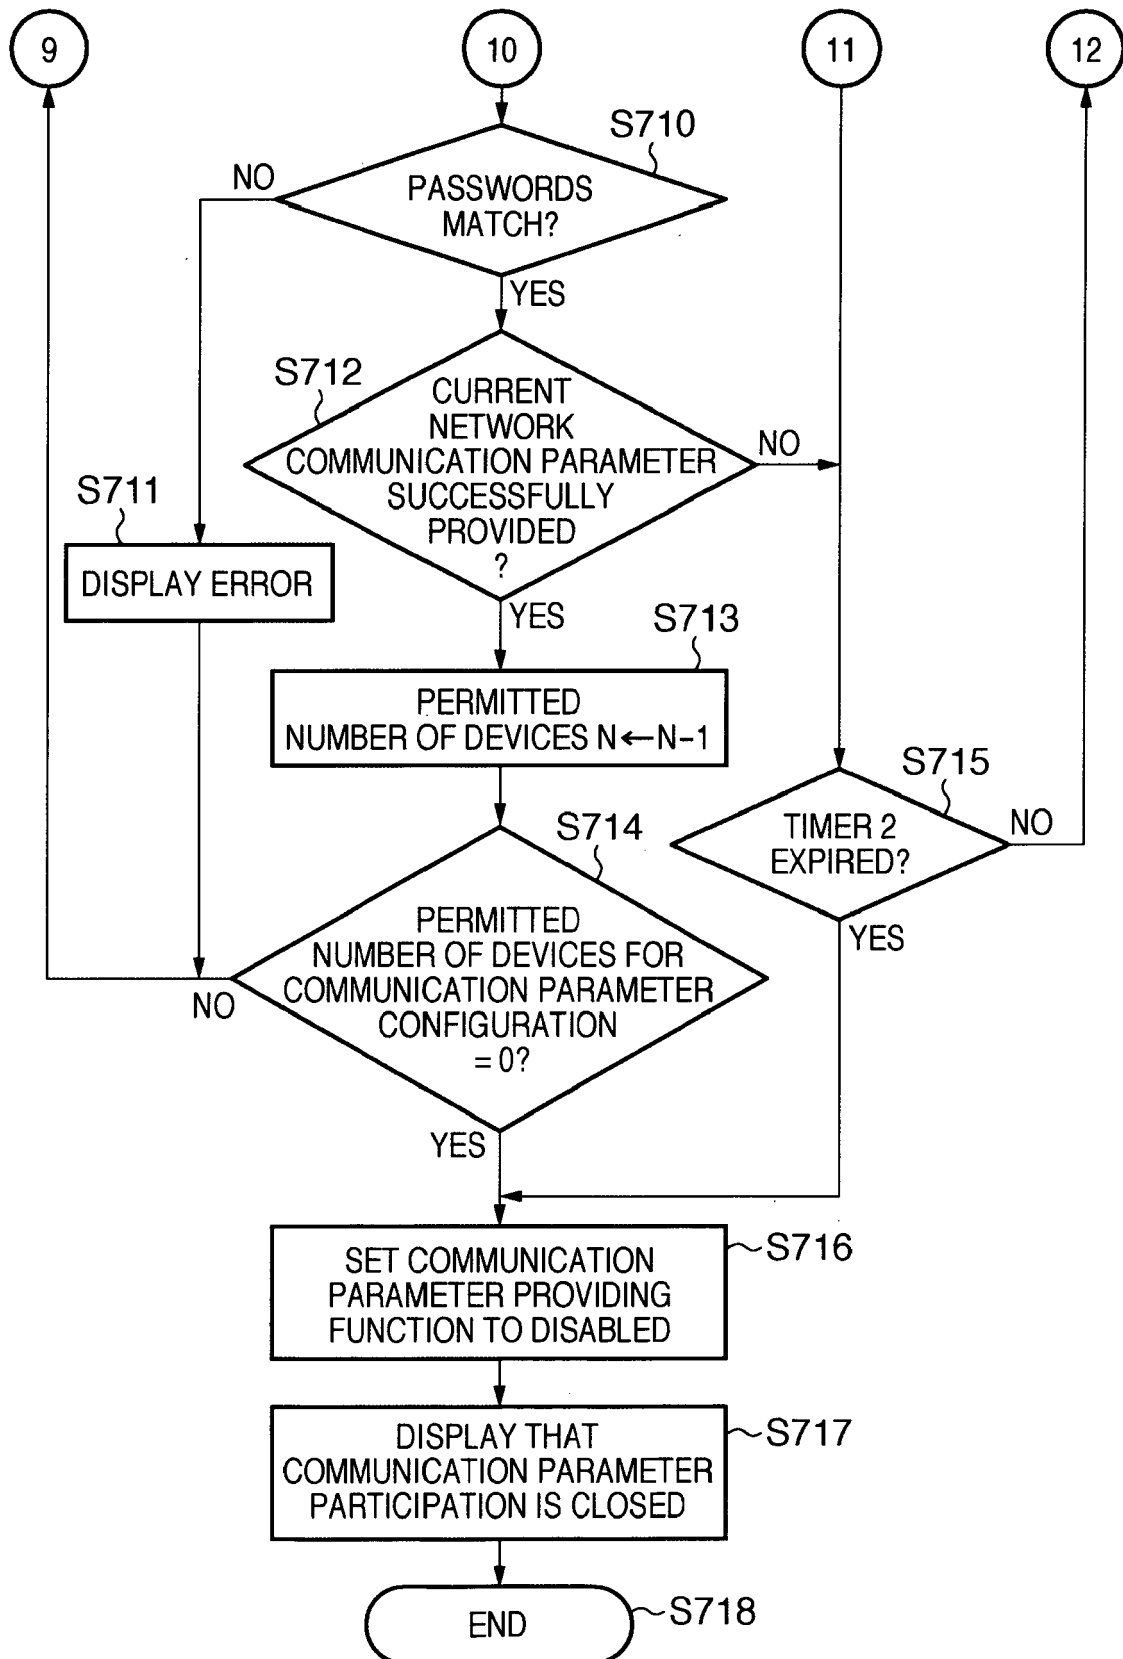 9
10
11
12
S710
NO
PASSWORDS
MATCH?
YES
S712
CURRENT
NETWORK
COMMUNICATION PARAMETER
SUCCESSFULLY
PROVIDED
?
NO
S711
DISPLAY ERROR
YES
S713
PERMITTED
NUMBER OF DEVICES N←N-1
S715
TIMER 2
EXPIRED?
NO
YES
S714
PERMITTED
NUMBER OF DEVICES FOR
COMMUNICATION PARAMETER
CONFIGURATION
= 0?
NO
YES
SET COMMUNICATION
PARAMETER PROVIDING
FUNCTION TO DISABLED
S716
DISPLAY THAT
COMMUNICATION PARAMETER
PARTICIPATION IS CLOSED
S717
END
S718